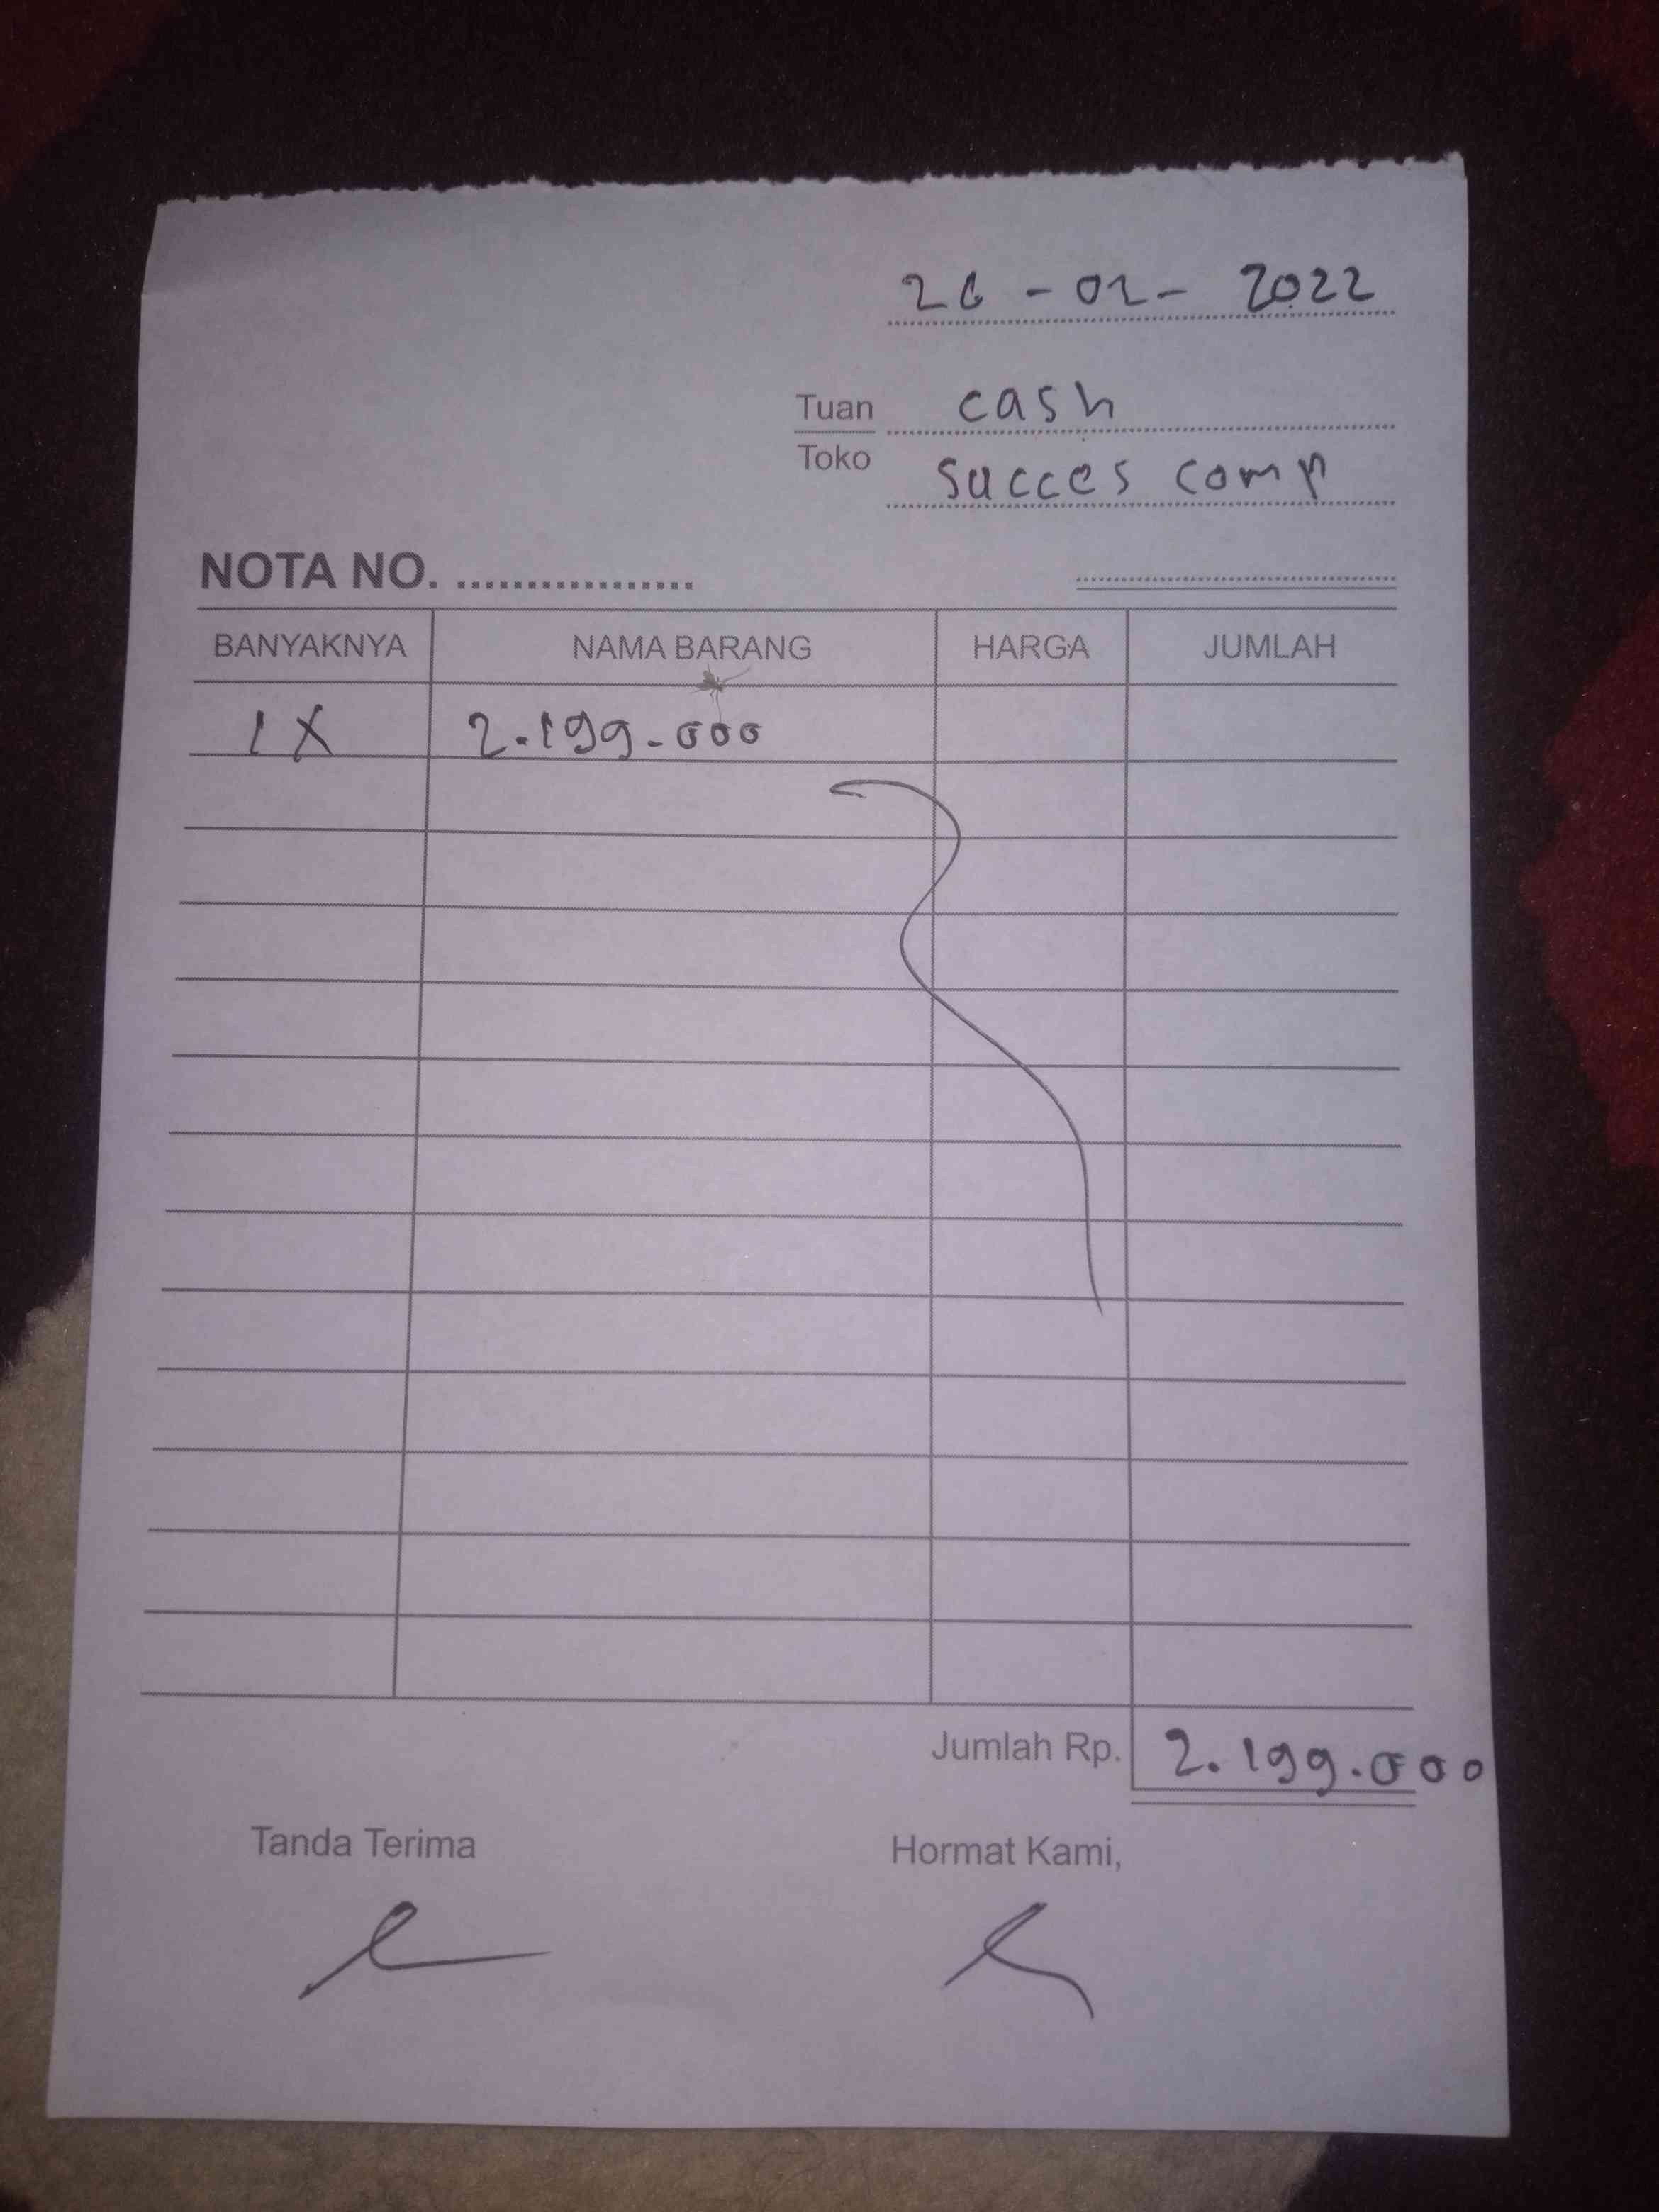 26 - 02 - 2022
Tuan cash
Toko succes comp
NOTA NO. .................
BANYAKNYA NAMA BARANG HARGA JUMLAH
1 X 2.199.000
Jumlah Rp. 2.199.000
Tanda Terima Hormat Kami,